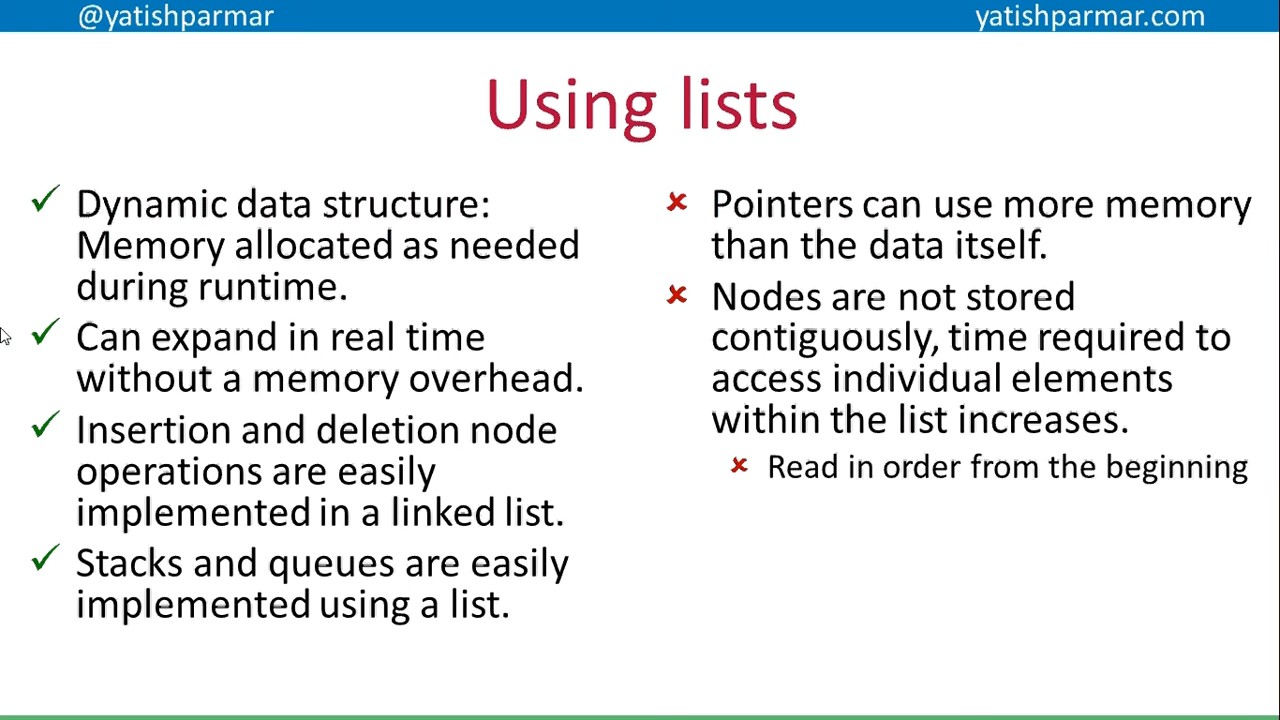 @yatishparmar
yatishparmar.com
Using lists
Dynamic data structure:
Memory allocated as needed
during runtime.
Can expand in real time
without a memory overhead.
Insertion and deletion node
operations are easily
implemented in a linked list.
Stacks and queues are easily
implemented using a list.
Pointers can use more memory
than the data itself.
Nodes are not stored
contiguously, time required to
access individual elements
within the list increases.
Read in order from the beginning